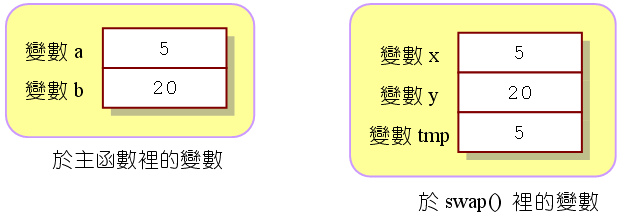 變數 a 5
變數 b 20
於主函數裡的變數
變數 x 5
變數 y 20
變數 tmp 5
於 swap() 裡的變數